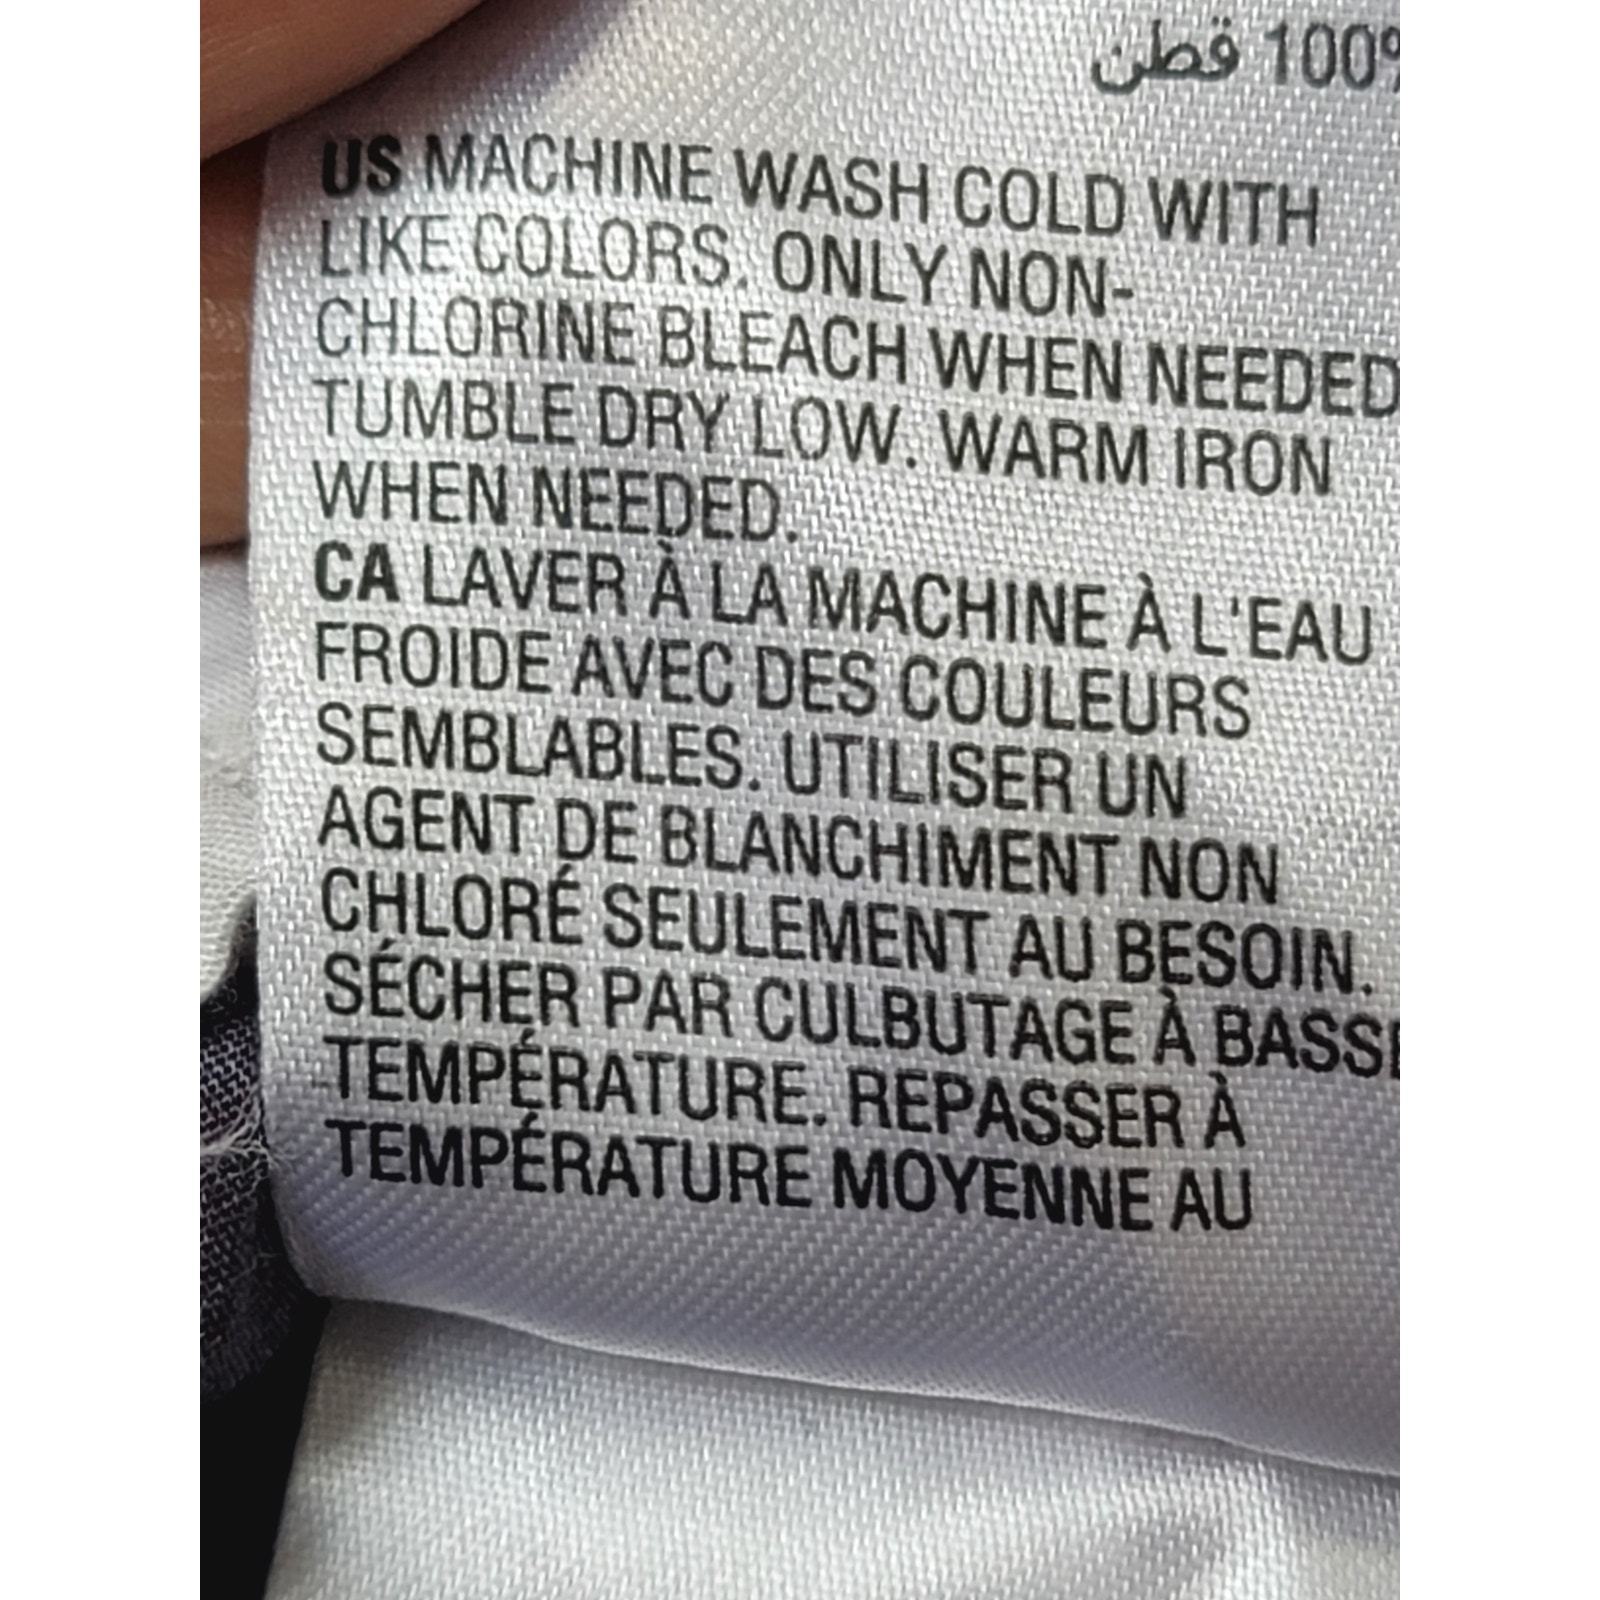 100% قطن
US MACHINE WASH COLD WITH
LIKE COLORS. ONLY NON-
CHLORINE BLEACH WHEN NEEDED
TUMBLE DRY LOW. WARM IRON
WHEN NEEDED.
CA LAVER À LA MACHINE À L'EAU
FROIDE AVEC DES COULEURS
SEMBLABLES. UTILISER UN
AGENT DE BLANCHIMENT NON
CHLORÉ SEULEMENT AU BESOIN.
SÉCHER PAR CULBUTAGE À BASSE
TEMPÉRATURE. REPASSER À
TEMPÉRATURE MOYENNE AU